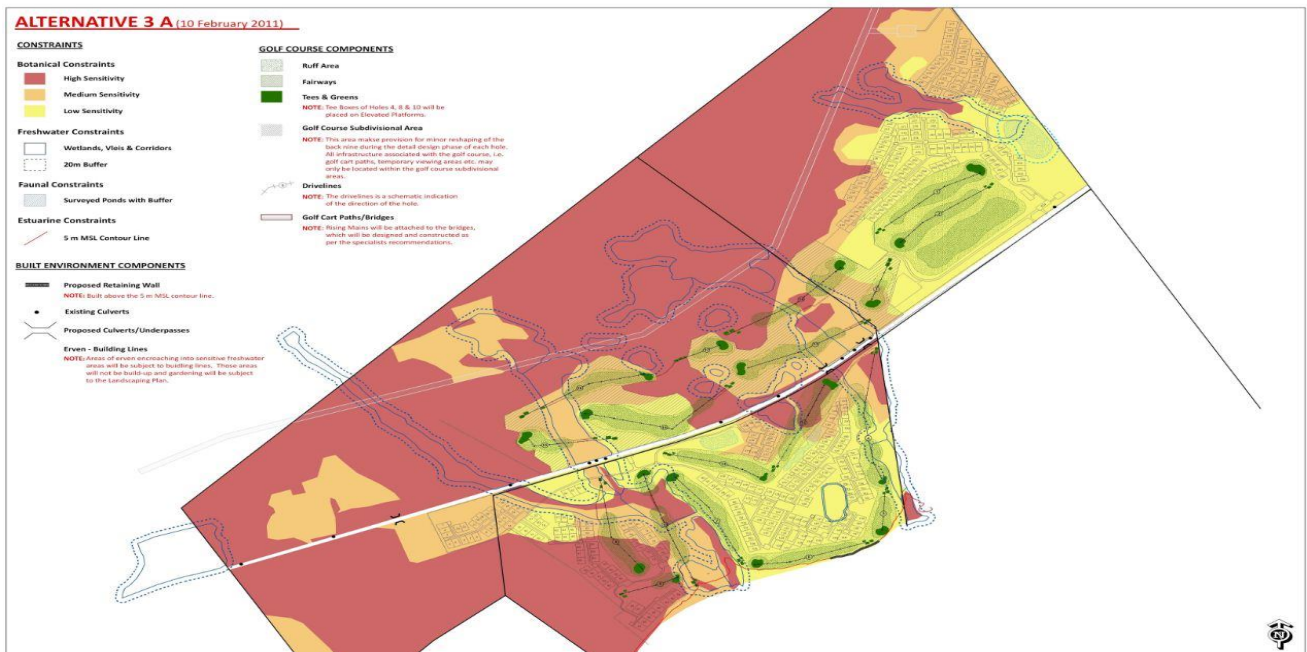 ALTERNATIVE 3 A (10 February 2011)
CONSTRAINTS
Botanical Constraints
High Sensitivity
Medium Sensitivity
Low Sensitivity
Freshwater Constraints
Wetlands, Vleis & Corridors
20m Buffer
Faunal Constraints
Surveyed Ponds with Buffer
Estuarine Constraints
5 m MSL Contour Line
BUILT ENVIRONMENT COMPONENTS
Proposed Retaining Wall
NOTE: Built above the 5 m MSL contour line.
Existing Culverts
Proposed Culverts/Underpasses
Erven - Building Lines
NOTE: Areas of erven encroaching into sensitive freshwater
areas will be subject to building lines. These areas
will not be build-up and gardening will be subject
to the Landscaping Plan.
GOLF COURSE COMPONENTS
Ruff Area
Fairways
Tees & Greens
NOTE: Tee Boxes of Holes 4, 8 & 10 will be
placed on Elevated Platforms.
Golf Course Subdivisional Area
NOTE: This area makse provision for minor reshaping of the
back nine during the detail design phase of each hole.
All infrastructure associated with the golf course, i.e.
golf cart paths, temporary viewing areas etc. may
only be located within the golf course subdivisional
areas.
Drivelines
NOTE: The drivelines is a schematic indication
of the direction of the hole.
Golf Cart Paths/Bridges
NOTE: Rising Mains will be attached to the bridges,
which will be designed and constructed as
per the specialists recommendations.